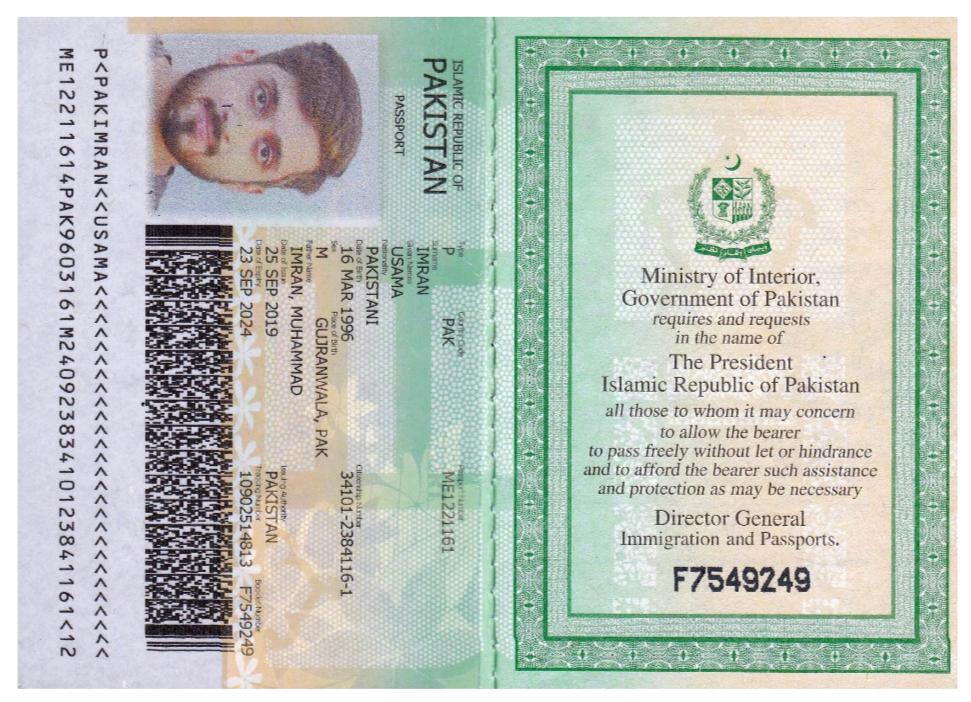 ISLAMIC REPUBLIC OF
PAKISTAN
PASSPORT
Type Country Code Passport Number
P PAK ME1221161
Surname
IMRAN
Given Names
USAMA
Nationality
PAKISTANI
Date of Birth Citizenship Number
16 MAR 1996 34101-2384116-1
Sex Place of Birth
M GUJRANWALA, PAK
Father Name
IMRAN, MUHAMMAD
Date of Issue Issuing Authority
25 SEP 2019 PAKISTAN
Date of Expiry Tracking Number Booklet Number
23 SEP 2024 10902514813 F7549249
P<PAKIMRAN<<USAMA<<<<<<<<<<<<<<<<<<<<<<<<<<<
ME12211614PAK9603161M24092383410123841161<12
Ministry of Interior,
Government of Pakistan
requires and requests
in the name of
The President
Islamic Republic of Pakistan
all those to whom it may concern
to allow the bearer
to pass freely without let or hindrance
and to afford the bearer such assistance
and protection as may be necessary
Director General
Immigration and Passports.
F7549249